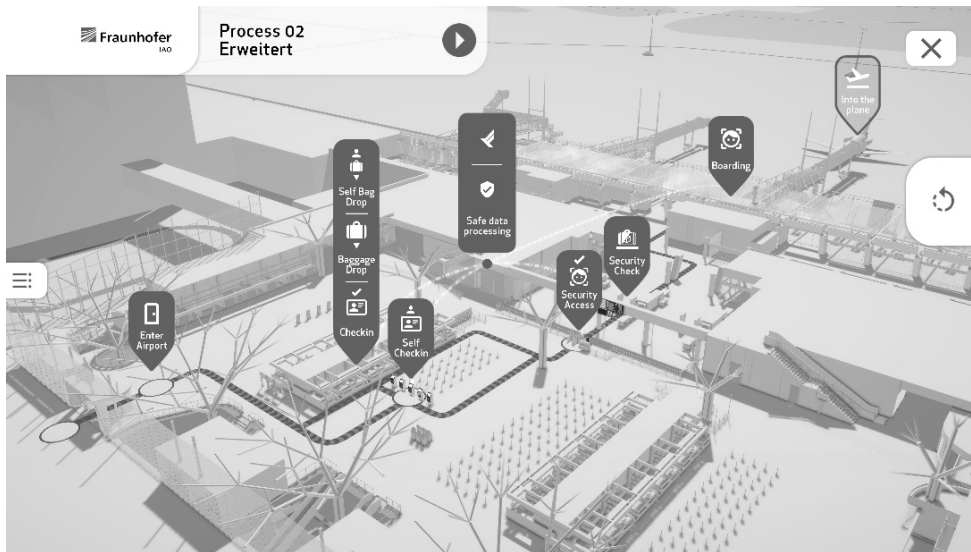 Fraunhofer
IAO
Process 02
Erweitert
Into the
plane
Boarding
Self Bag
Drop
Baggage
Drop
Checkin
Safe data
processing
Security
Check
Security
Access
Enter
Airport
Self
Checkin